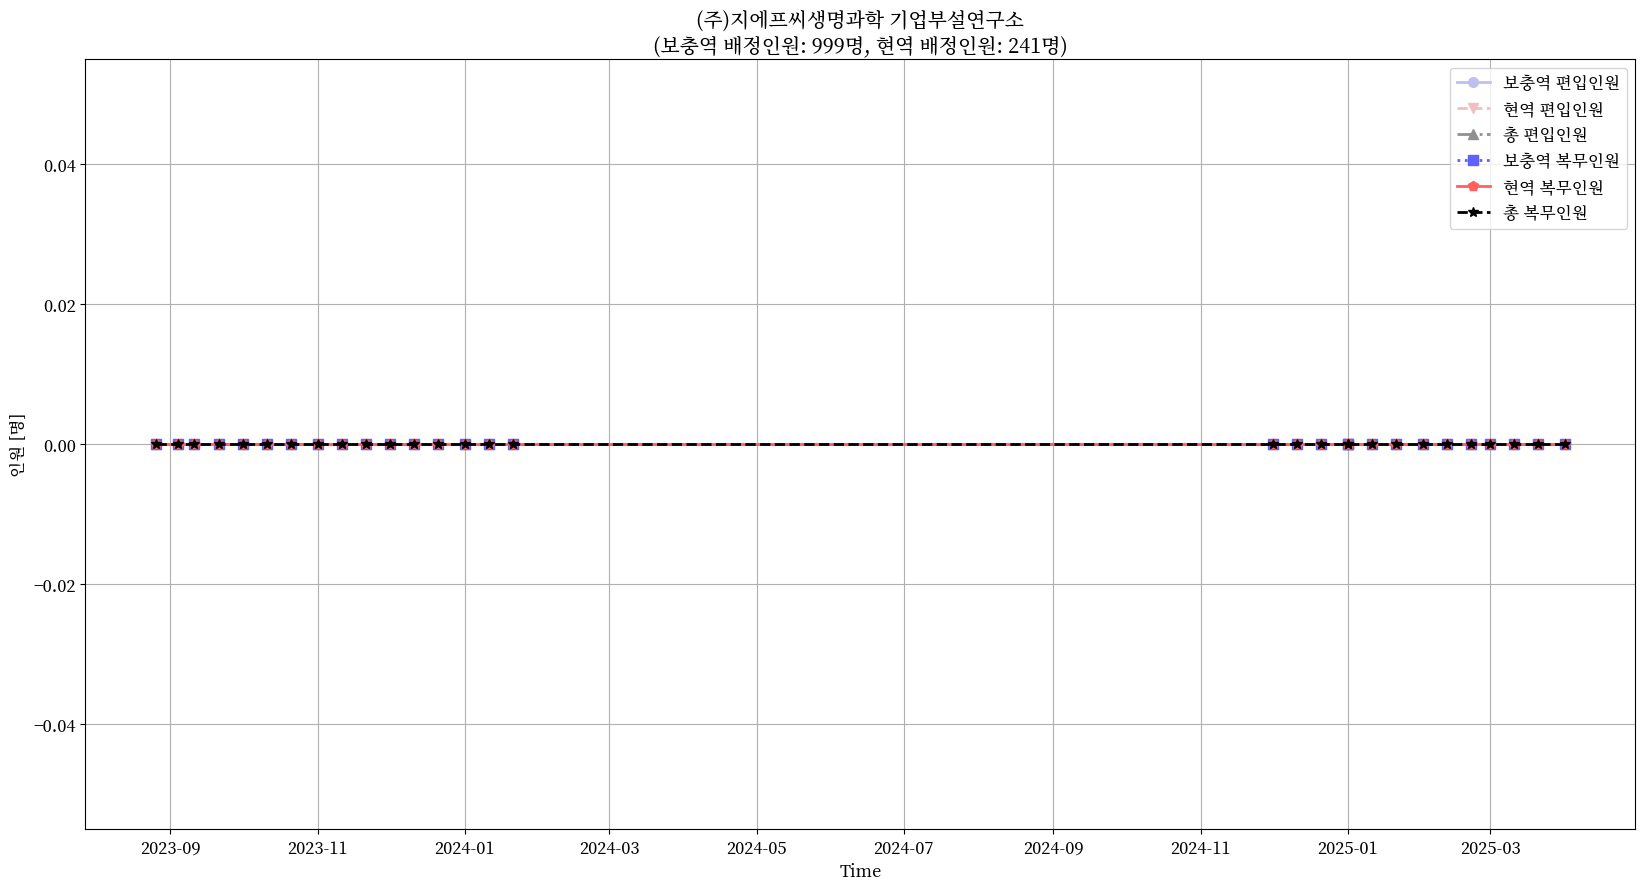 (주)지에프씨생명과학 기업부설연구소
(보충역 배정인원: 999명, 현역 배정인원: 241명)
보충역 편입인원
현역 편입인원
총 편입인원
보충역 복무인원
현역 복무인원
총 복무인원
인원 [명]
0.04
0.02
0.00
−0.02
−0.04
2023-09
2023-11
2024-01
2024-03
2024-05
2024-07
2024-09
2024-11
2025-01
2025-03
Time